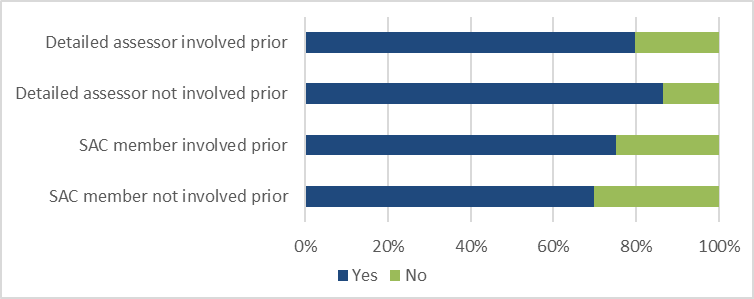 Detailed assessor involved prior
Detailed assessor not involved prior
SAC member involved prior
SAC member not involved prior
0% 20% 40% 60% 80% 100%
Yes No